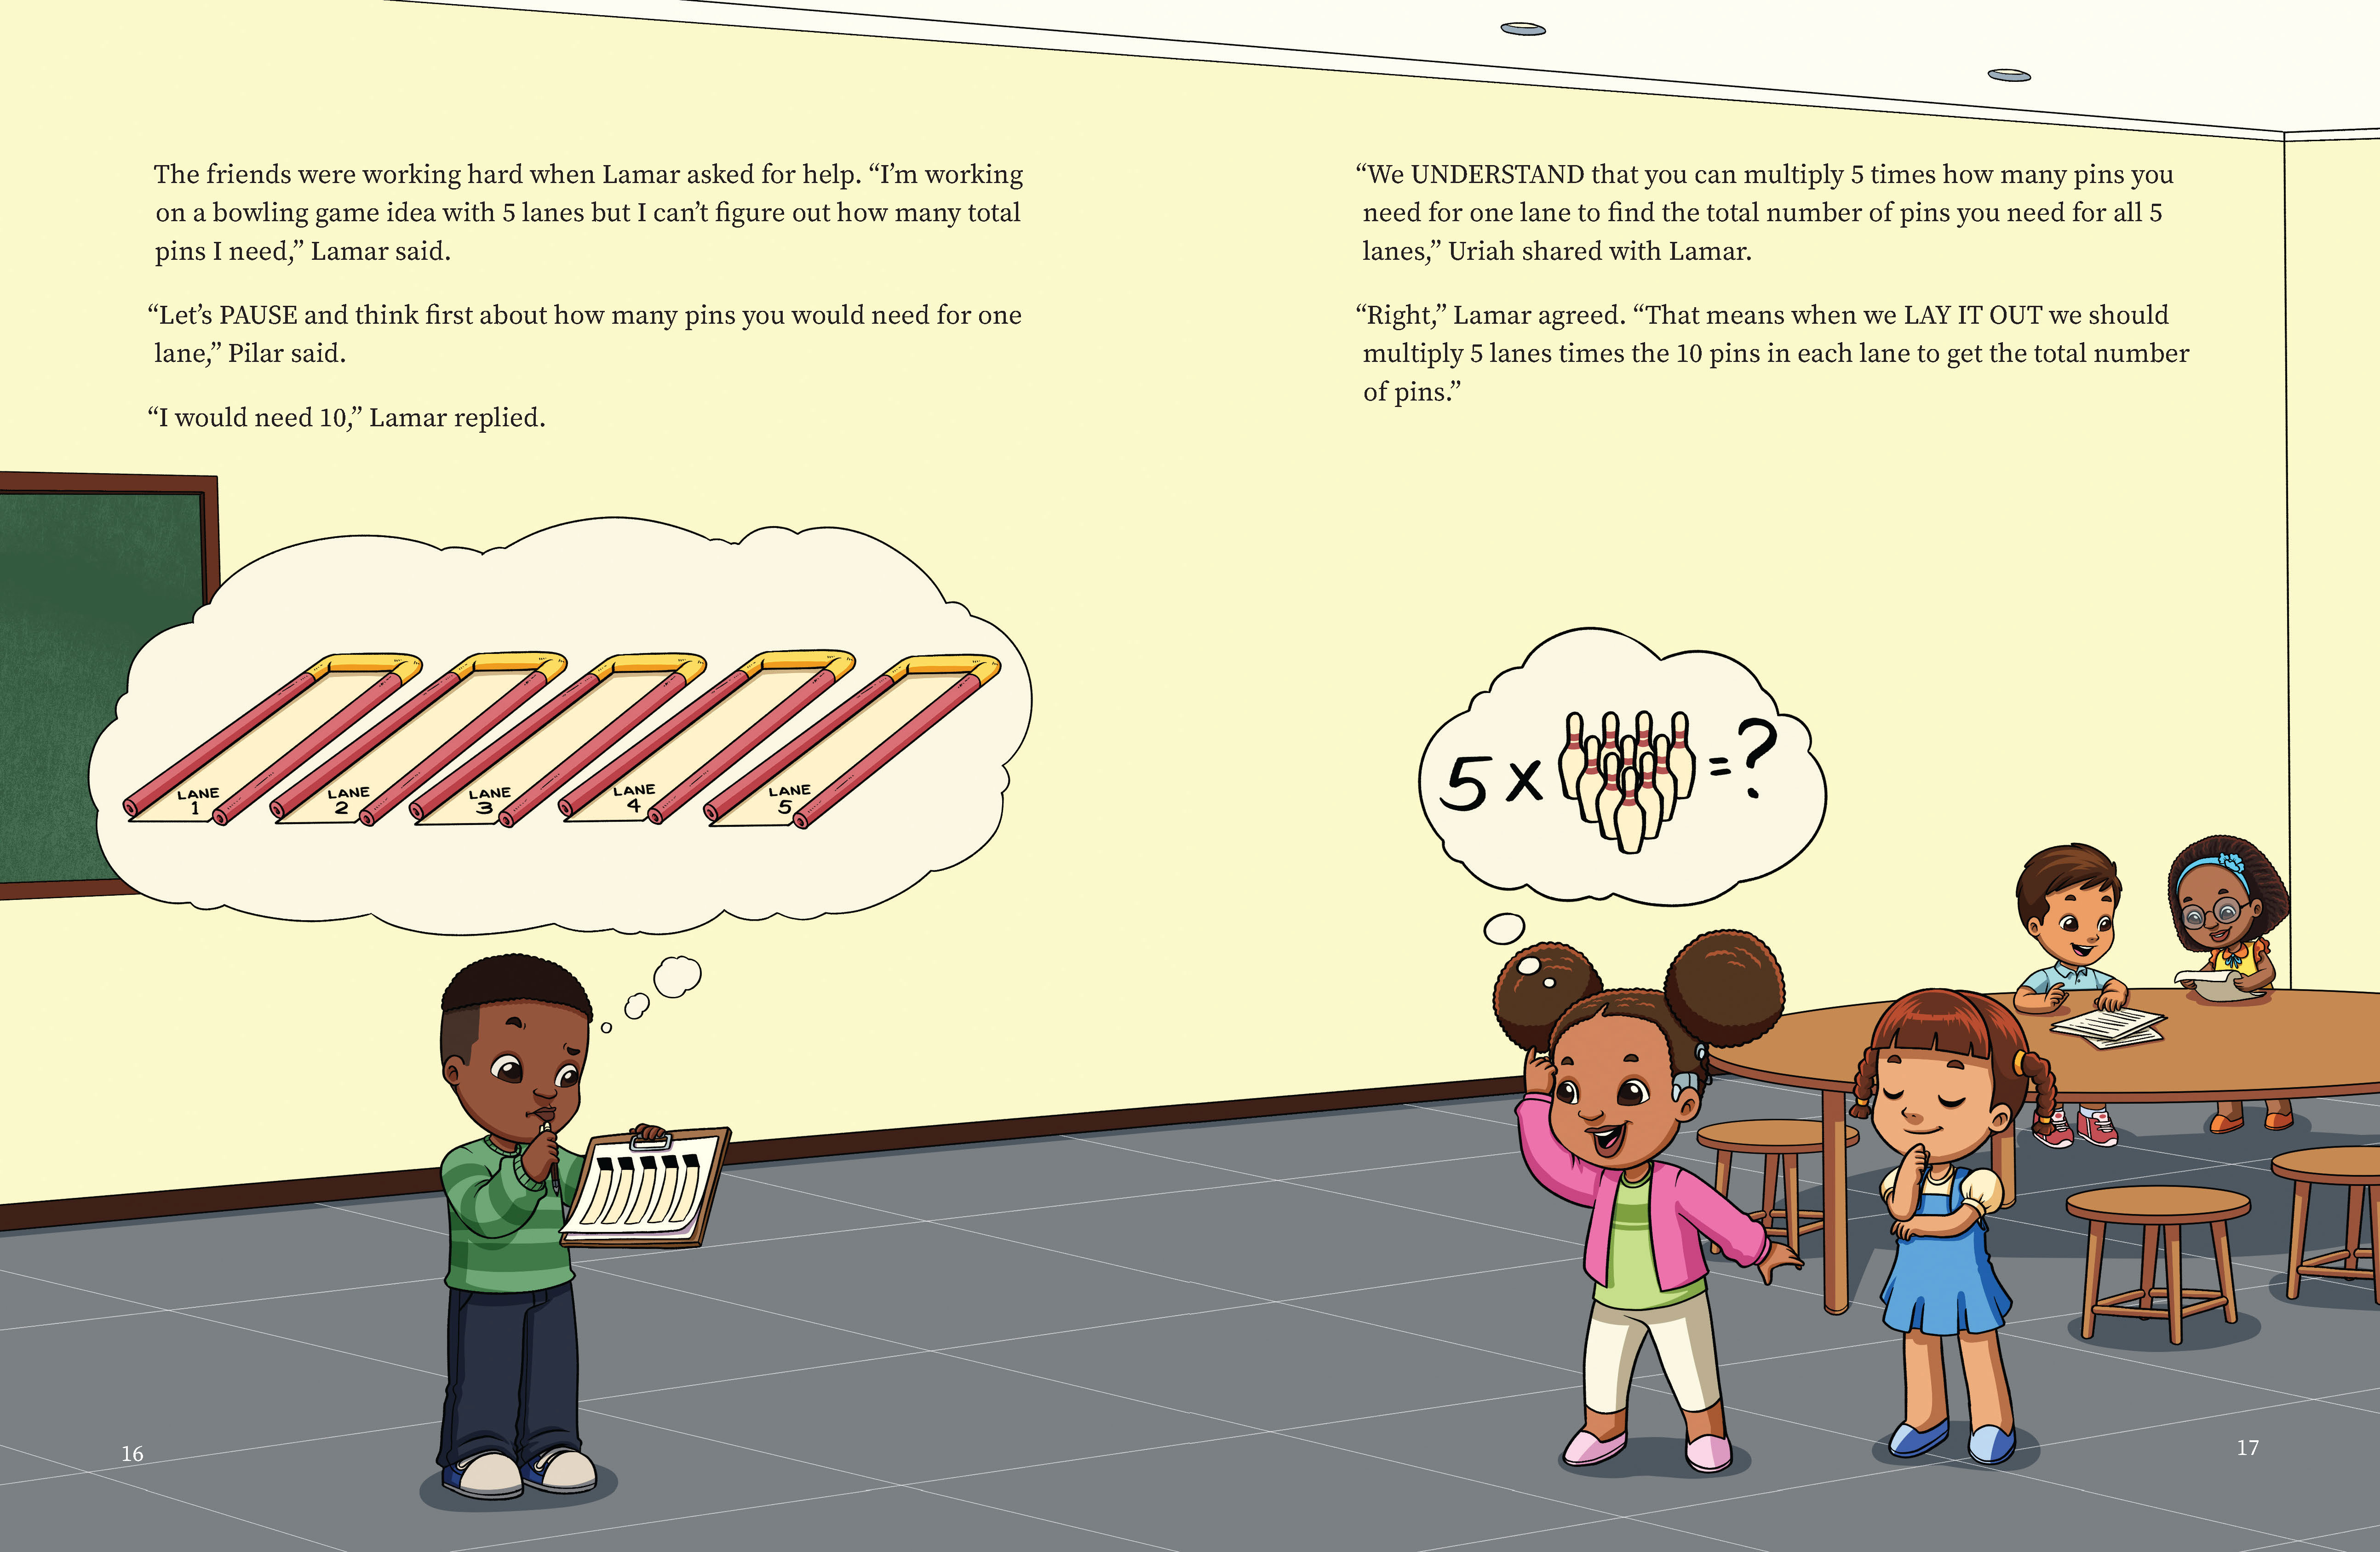 The friends were working hard when Lamar asked for help. “I’m working
on a bowling game idea with 5 lanes but I can’t figure out how many total
pins I need,” Lamar said.
“Let’s PAUSE and think first about how many pins you would need for one
lane,” Pilar said.
“I would need 10,” Lamar replied.
LANE
1
LANE
2
LANE
3
LANE
4
LANE
5
16
“We UNDERSTAND that you can multiply 5 times how many pins you
need for one lane to find the total number of pins you need for all 5
lanes,” Uriah shared with Lamar.
“Right,” Lamar agreed. “That means when we LAY IT OUT we should
multiply 5 lanes times the 10 pins in each lane to get the total number
of pins.”
5 x = ?
17